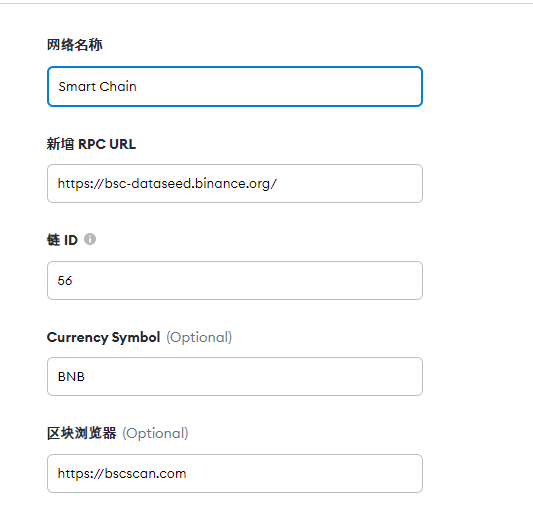 网络名称
Smart Chain
新增 RPC URL
https://bsc-dataseed.binance.org/
链 ID
56
Currency Symbol (Optional)
BNB
区块浏览器 (Optional)
https://bscscan.com